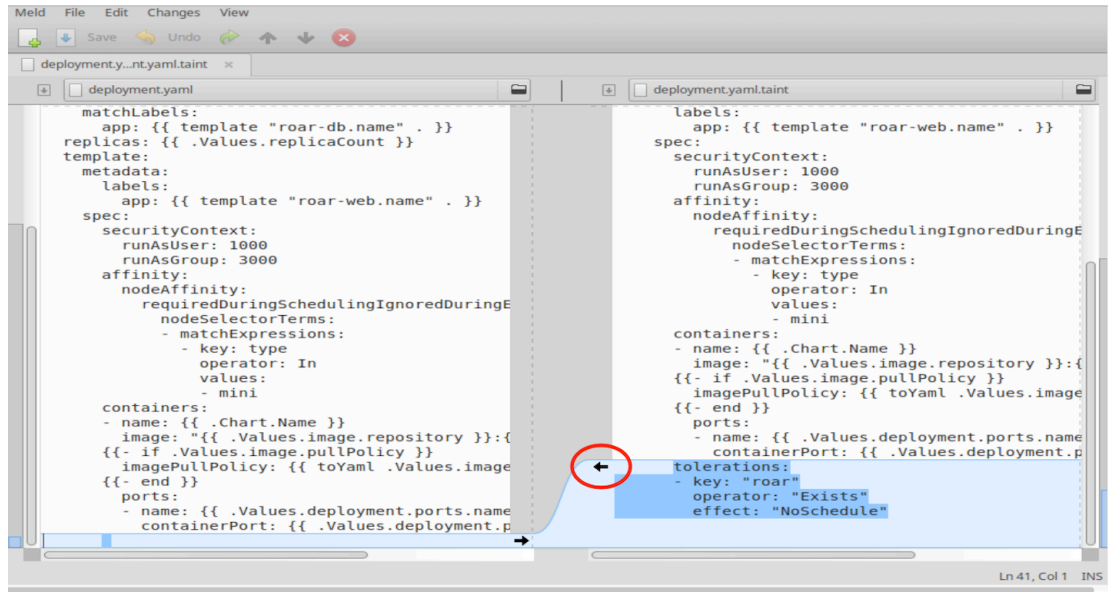 Meld File Edit Changes View
Save Undo
deployment.y...nt.yaml.taint ×
deployment.yaml
matchLabels:
app: {{ template "roar-db.name" . }}
replicas: {{ .Values.replicaCount }}
template:
metadata:
labels:
app: {{ template "roar-web.name" . }}
spec:
securityContext:
runAsUser: 1000
runAsGroup: 3000
affinity:
nodeAffinity:
requiredDuringSchedulingIgnoredDuringE
nodeSelectorTerms:
- matchExpressions:
- key: type
operator: In
values:
- mini
containers:
- name: {{ .Chart.Name }}
image: "{{ .Values.image.repository }}:{
{{- if .Values.image.pullPolicy }}
imagePullPolicy: {{ toYaml .Values.image
{{- end }}
ports:
- name: {{ .Values.deployment.ports.name
containerPort: {{ .Values.deployment.p
deployment.yaml.taint
labels:
app: {{ template "roar-web.name" . }}
spec:
securityContext:
runAsUser: 1000
runAsGroup: 3000
affinity:
nodeAffinity:
requiredDuringSchedulingIgnoredDuringE
nodeSelectorTerms:
- matchExpressions:
- key: type
operator: In
values:
- mini
containers:
- name: {{ .Chart.Name }}
image: "{{ .Values.image.repository }}:{
{{- if .Values.image.pullPolicy }}
imagePullPolicy: {{ toYaml .Values.image
{{- end }}
ports:
- name: {{ .Values.deployment.ports.name
containerPort: {{ .Values.deployment.p
tolerations:
- key: "roar"
operator: "Exists"
effect: "NoSchedule"
Ln 41, Col 1 INS